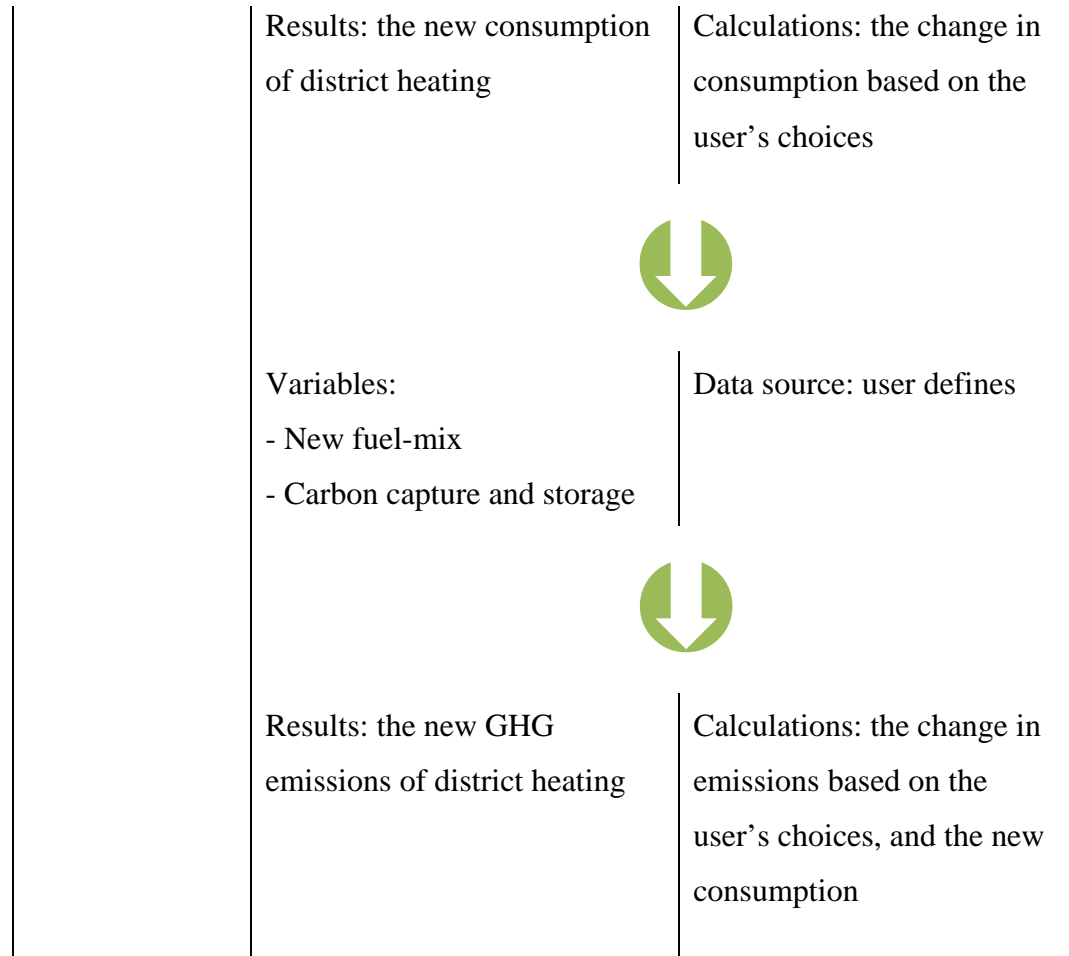 Results: the new consumption
of district heating
Calculations: the change in
consumption based on the
user’s choices
Variables:
- New fuel-mix
- Carbon capture and storage
Data source: user defines
Results: the new GHG
emissions of district heating
Calculations: the change in
emissions based on the
user’s choices, and the new
consumption